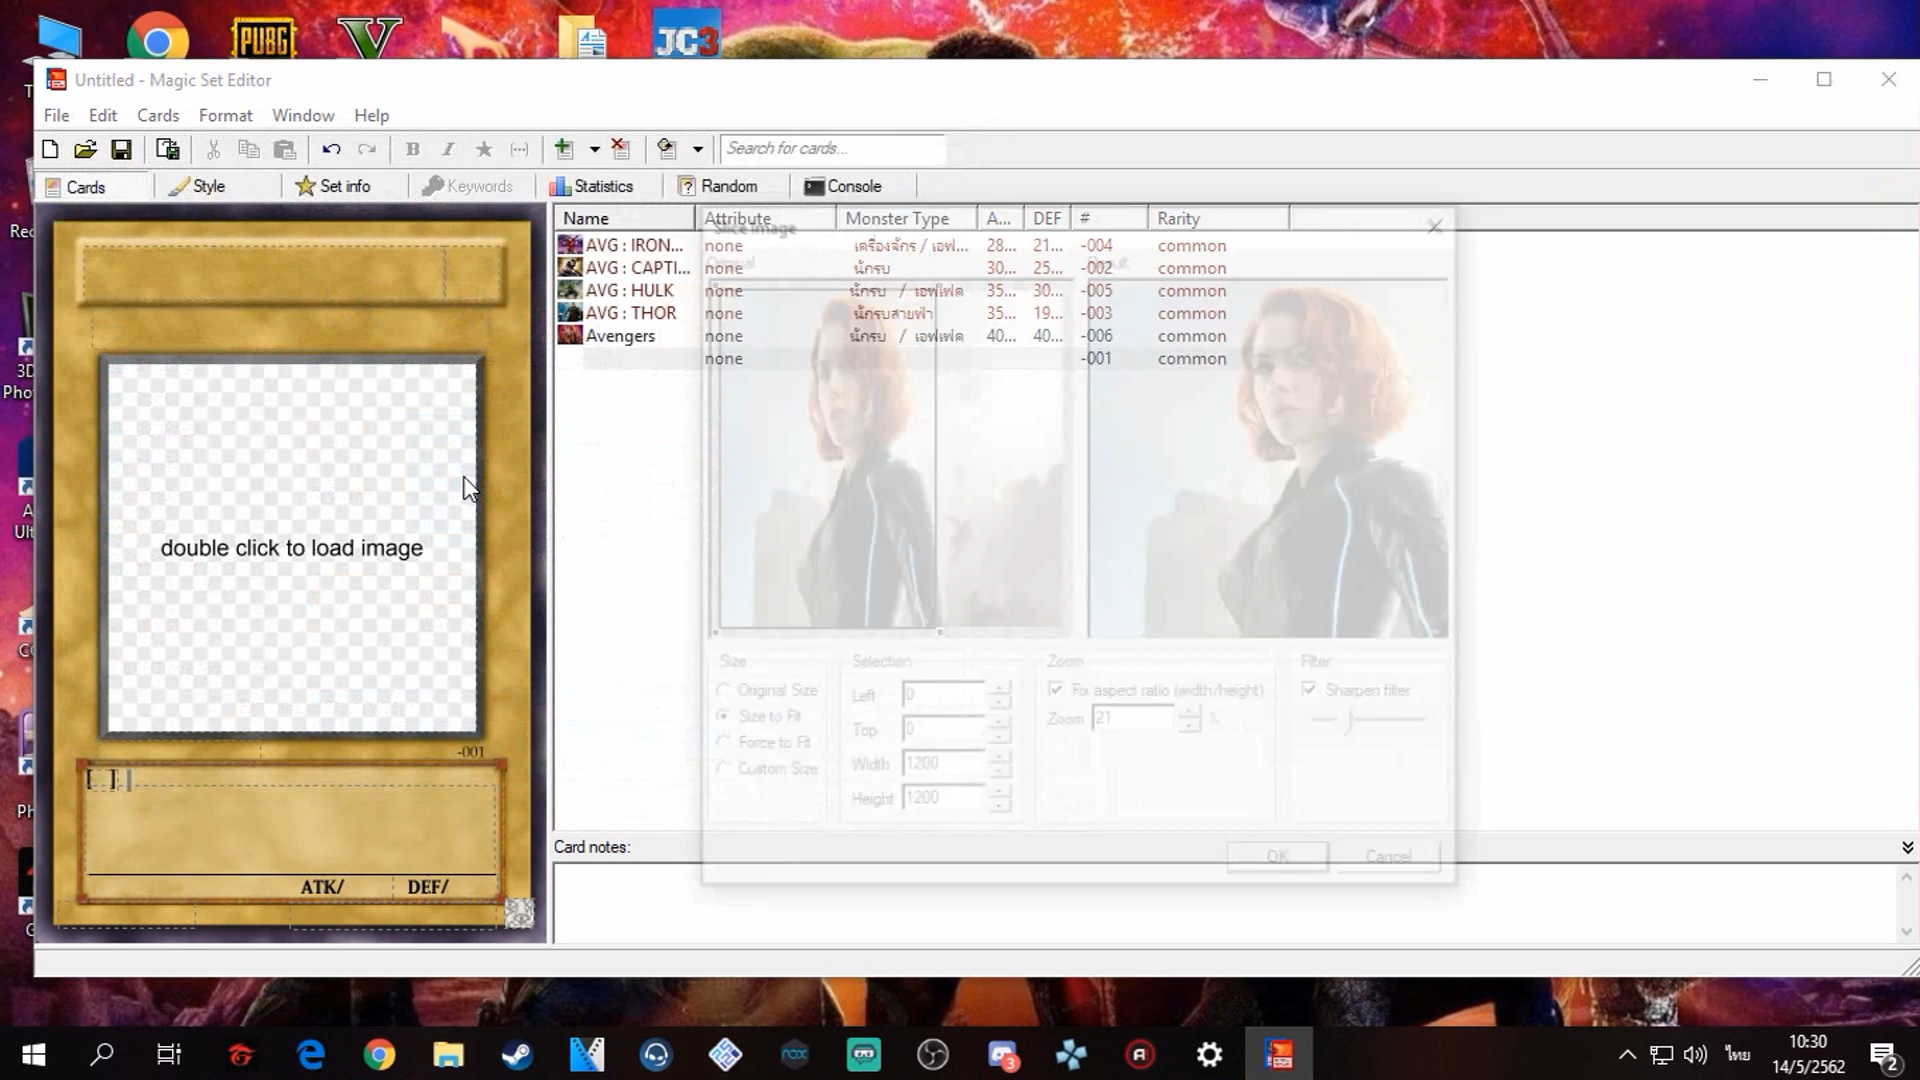 PUBG
V
JC3
Untitled - Magic Set Editor
File Edit Cards Format Window Help
B I Search for cards...
Cards Style Set info Keywords Statistics Random Console
Name Attribute Monster Type A... DEF # Rarity
Slice Image
AVG : IRON... none เครื่องจักร / เอฟ... 28... 21... -004 common
Original Result
AVG : CAPTI... none นักรบ 30... 25... -002 common
AVG : HULK none นักรบ / เอฟเฟค 35... 30... -005 common
AVG : THOR none นักรบสายฟ้า 35... 19... -003 common
Avengers none นักรบ / เอฟเฟค 40... 40... -006 common
none -001 common
double click to load image
-001
[ ]
ATK/ DEF/
Size Selection Zoom Filter
Original Size Left 0 Fix aspect ratio (width/height) Sharpen filter
Size to Fit Top 0 Zoom 21 %
Force to Fit Width 1200
Custom Size Height 1200
Card notes:
OK Cancel
nox 3
ไทย
10:30
14/5/2562
2